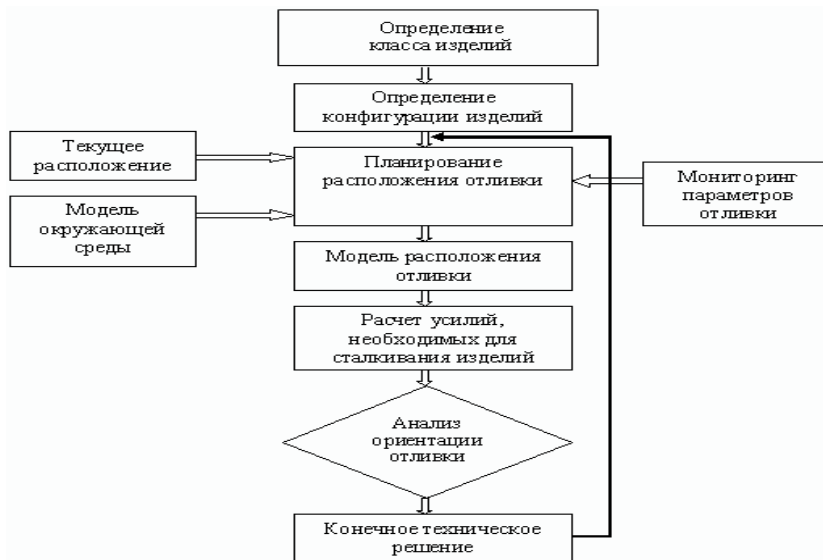 Определение
класса изделий
Определение
конфигурации изделий
Текущее
расположение
Планирование
расположения отливки
Мониторинг
параметров
отливки
Модель
окружающей
среды
Модель расположения
отливки
Расчет усилий,
необходимых для
сталкивания изделий
Анализ
ориентации
отливки
Конечное техническое
решение